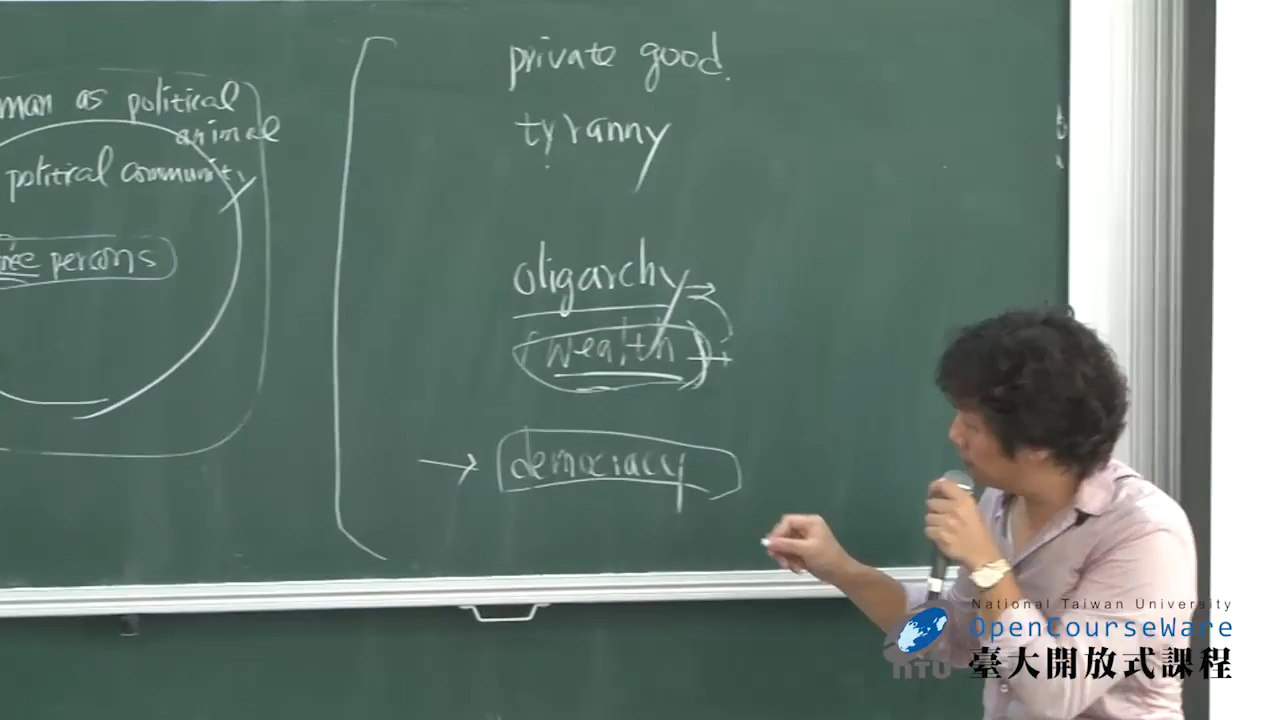 man as political
animal
political community
persons
private good.
tyranny
oligarchy
wealth
democracy
National Taiwan University
OpenCourseWare
NTU
臺大開放式課程